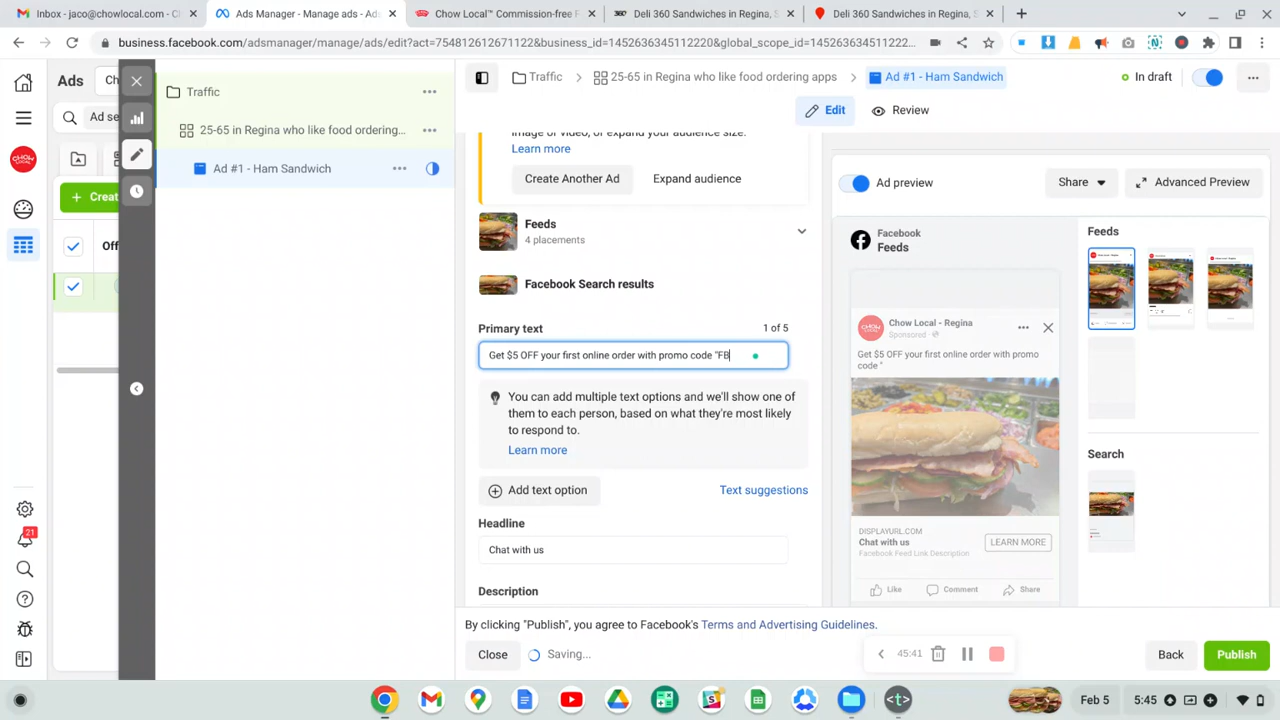 Inbox - jaco@chowlocal.com - C
Ads Manager - Manage ads - Ads
Chow Local™ Commission-free F
Deli 360 Sandwiches in Regina, S
Deli 360 Sandwiches in Regina, S
business.facebook.com/adsmanager/manage/ads/edit?act=754812612671122&business_id=1452636345112220&global_scope_id=145263634511222...
Ads
Ch
Traffic
Traffic
25-65 in Regina who like food ordering apps
Ad #1 - Ham Sandwich
In draft
Ad se
Edit
Review
25-65 in Regina who like food ordering...
image or video, or expand your audience size.
Learn more
CHOW
LOCAL
Ad #1 - Ham Sandwich
Create Another Ad
Expand audience
Ad preview
Share
Advanced Preview
Creat
Feeds
4 placements
Facebook
Feeds
Feeds
Off
Facebook Search results
Primary text
1 of 5
Chow Local - Regina
Sponsored ·
Get $5 OFF your first online order with promo code "FB
Get $5 OFF your first online order with promo
code "
You can add multiple text options and we'll show one of
them to each person, based on what they're most likely
to respond to.
Learn more
Search
Add text option
Text suggestions
Headline
DISPLAYURL.COM
Chat with us
Facebook Feed Link Description
LEARN MORE
Chat with us
21
Description
Like
Comment
Share
By clicking "Publish", you agree to Facebook's Terms and Advertising Guidelines.
Close
Saving...
45:41
Back
Publish
Feb 5
5:45